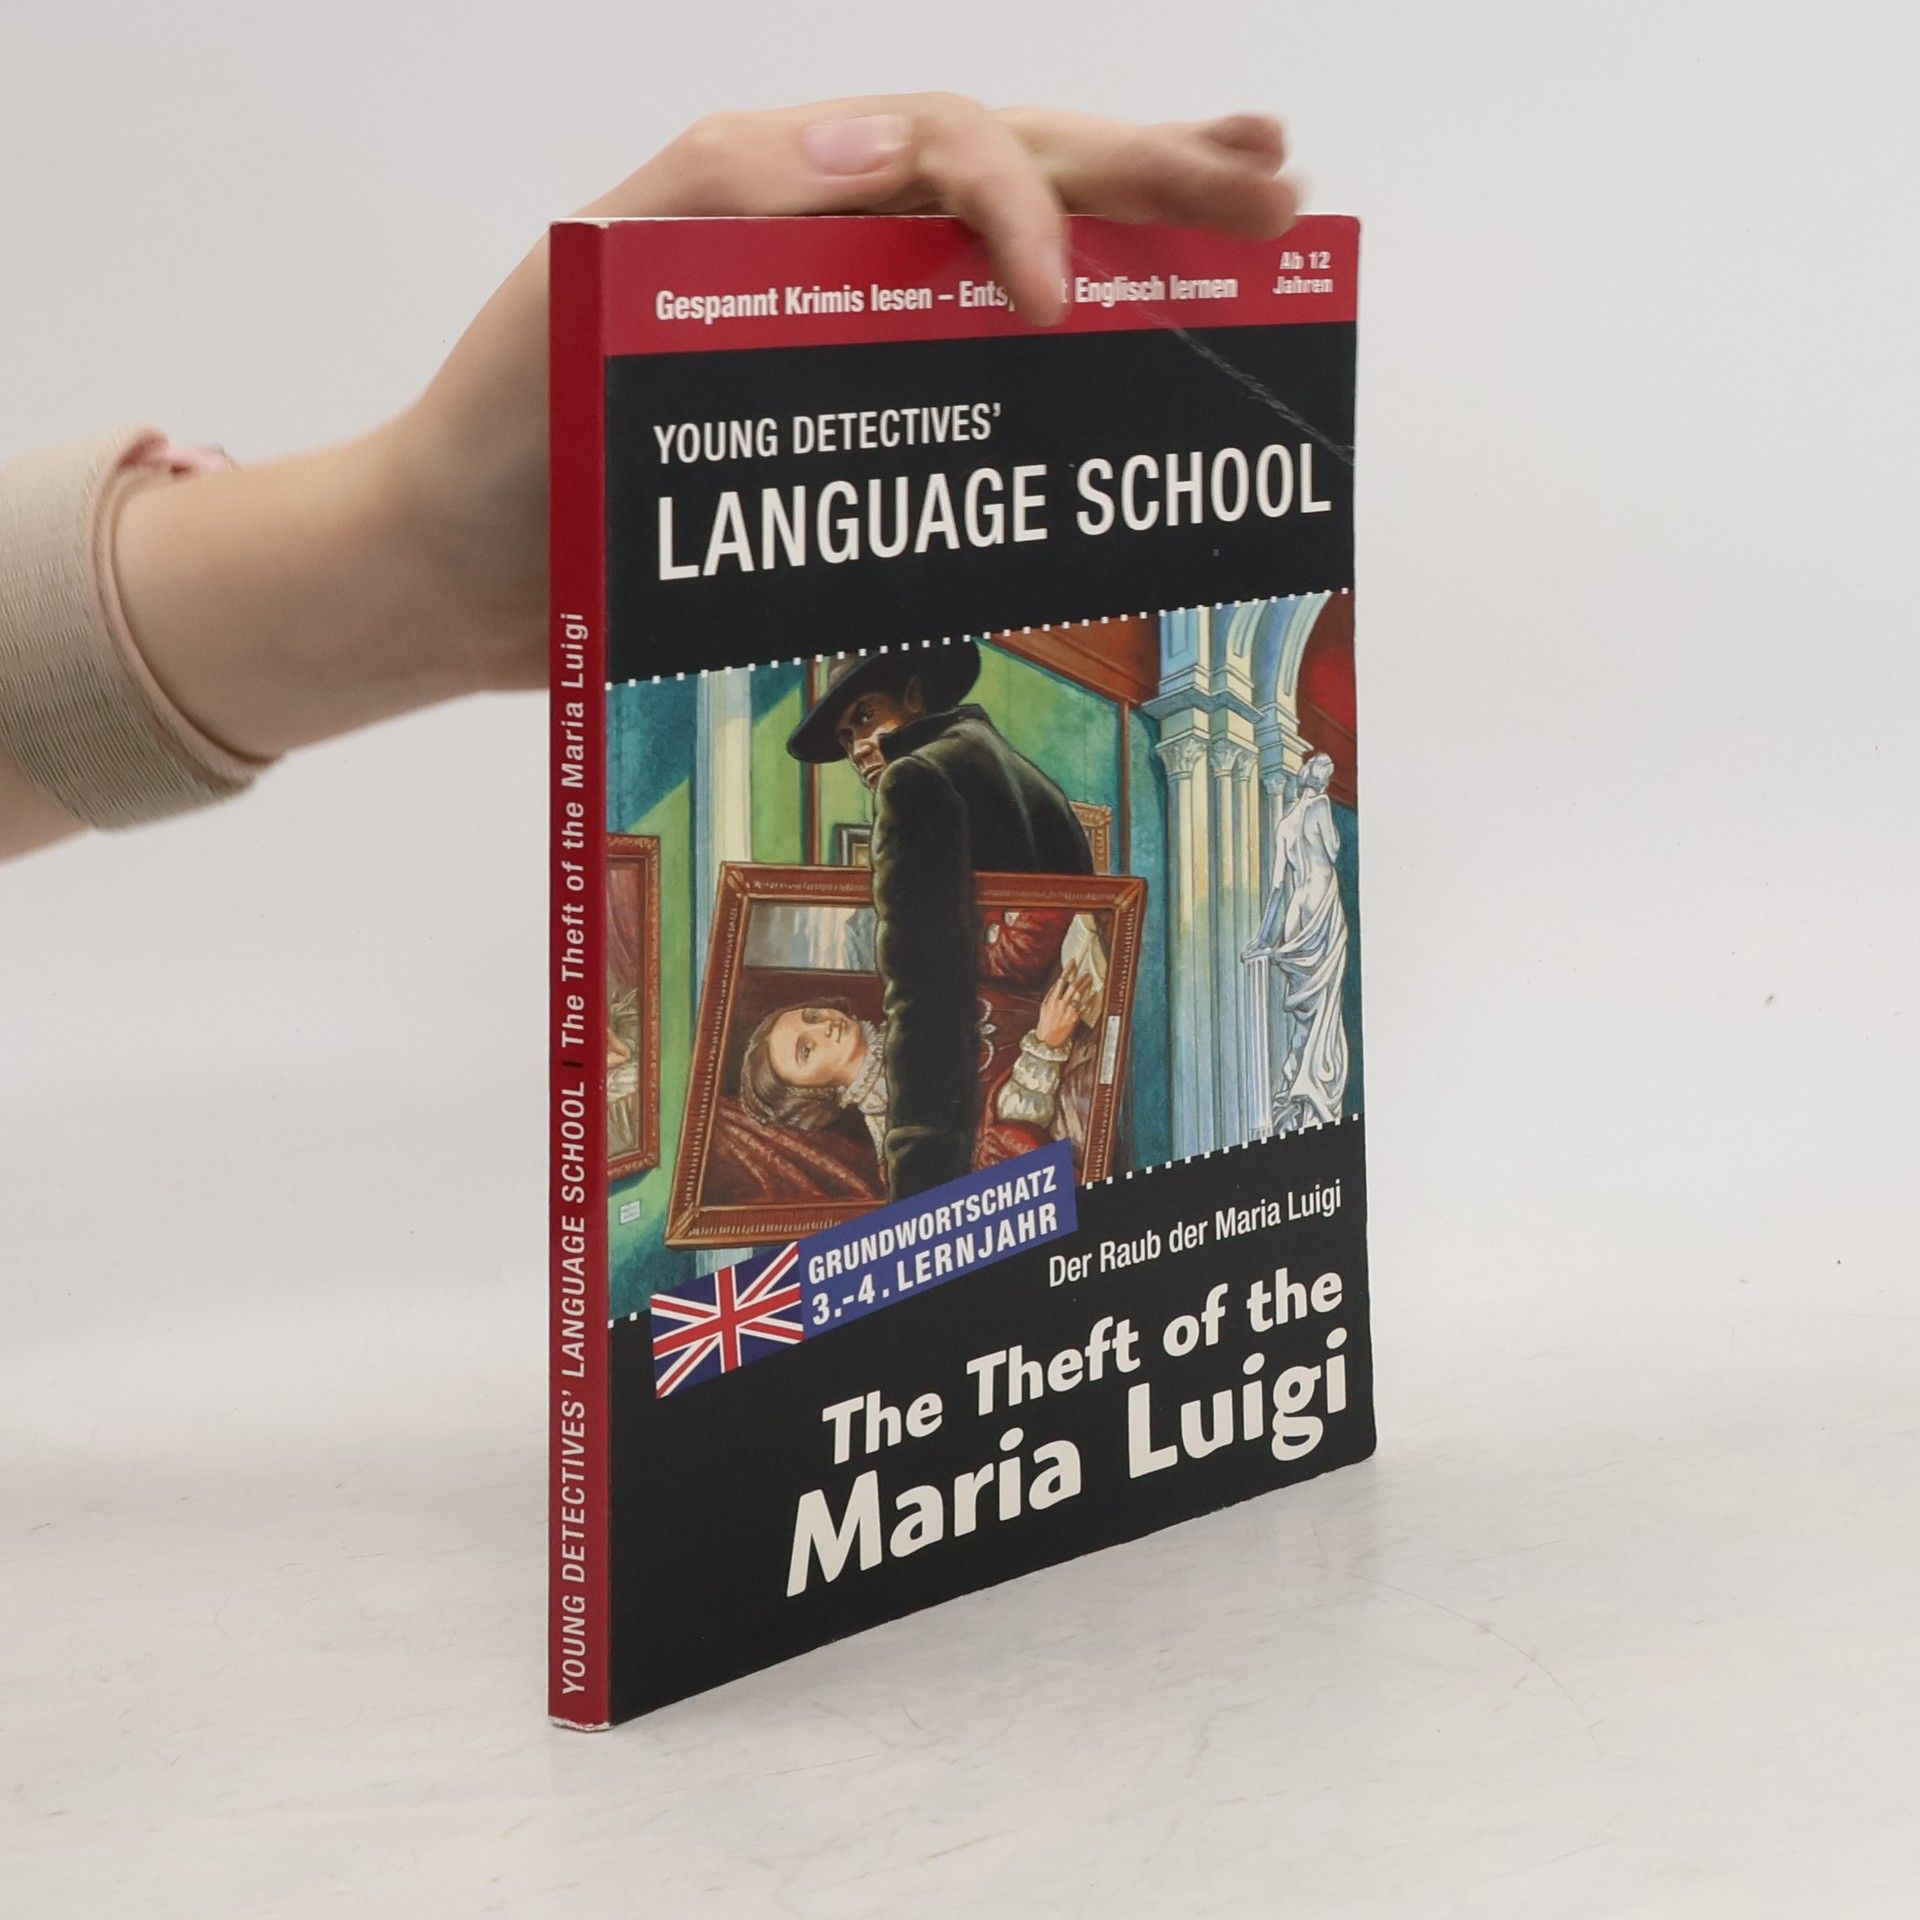 Gespannt Krimis lesen – Englisch lernen
Ab 12
Jahren
YOUNG DETECTIVES'
LANGUAGE SCHOOL
GRUNDWORTSCHATZ
3.-4. LERNJAHR
Der Raub der Maria Luigi
The Theft of the
Maria Luigi
YOUNG DETECTIVES' LANGUAGE SCHOOL I The Theft of the Maria Luigi